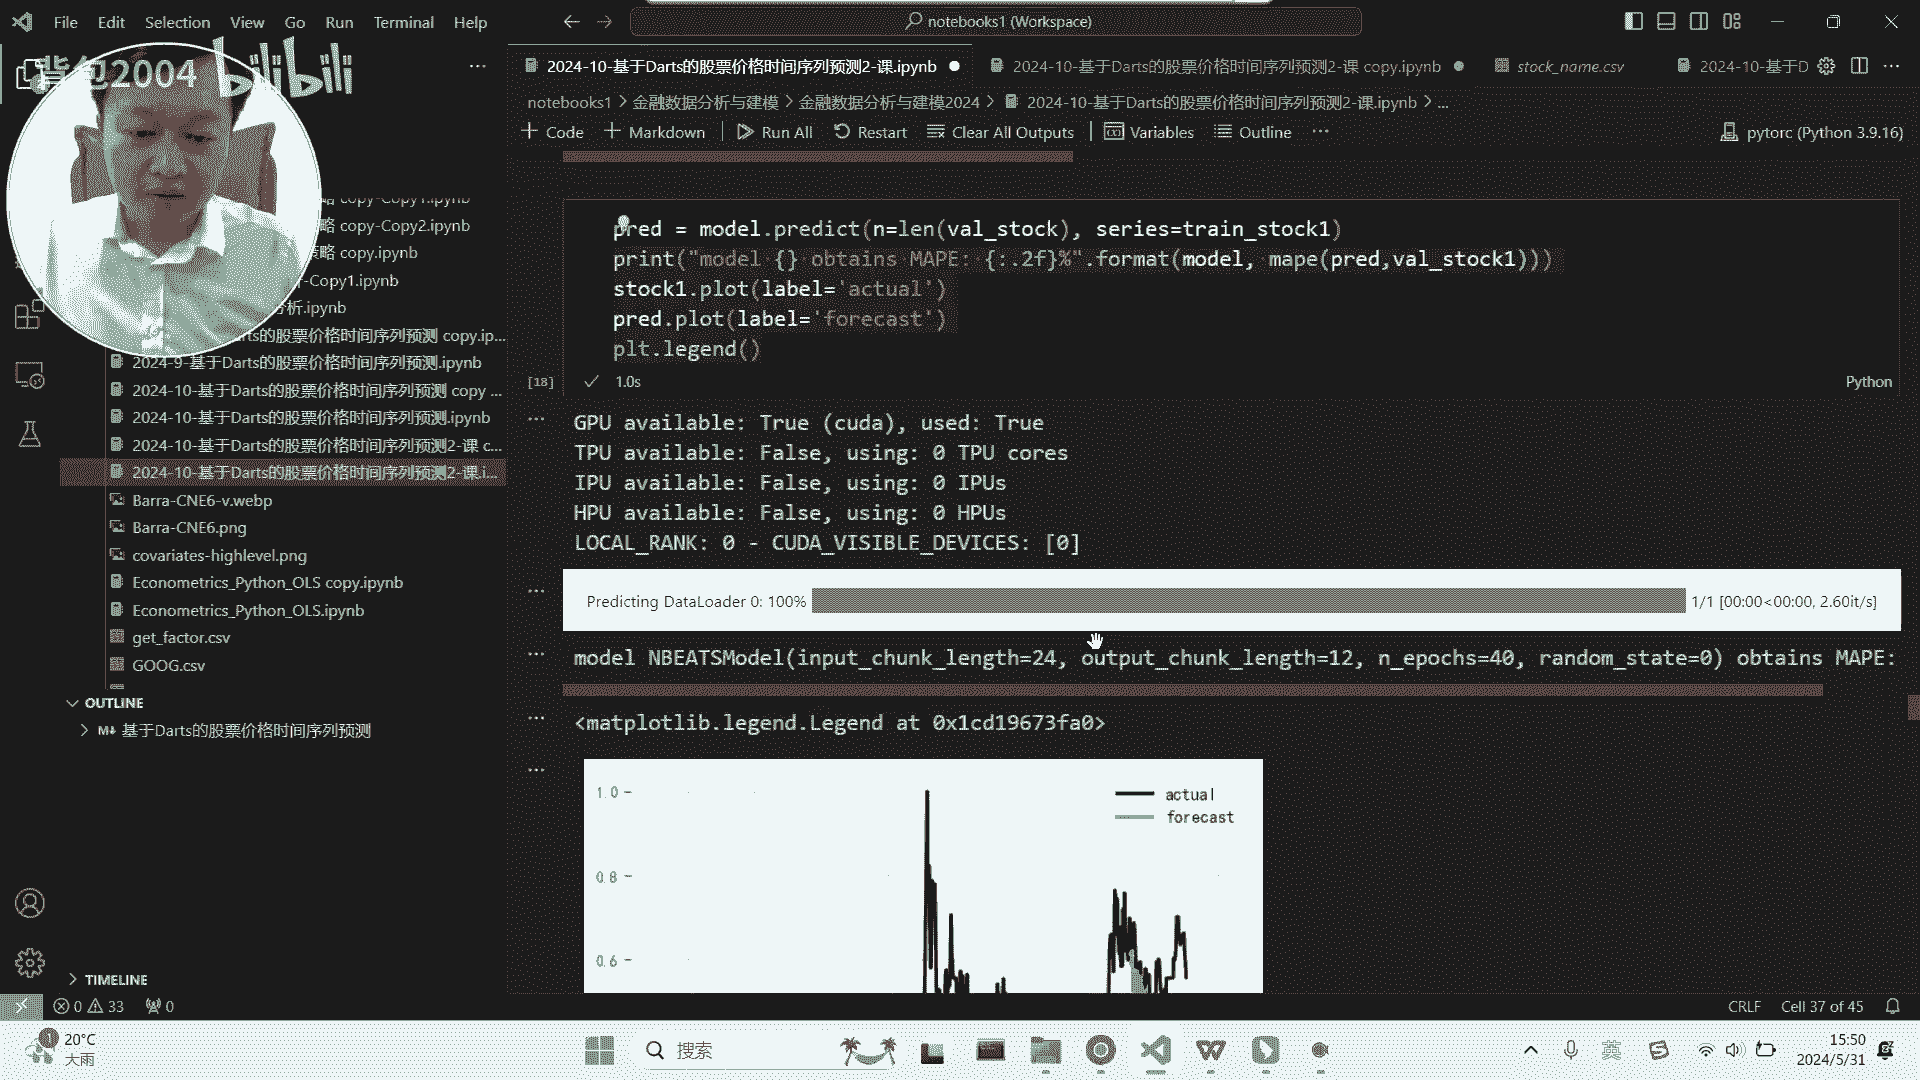 File Edit Selection View Go Run Terminal Help
notebooks1 (Workspace)
背包2004 bilibili
2024-10-基于Darts的股票价格时间序列预测2-课.ipynb
2024-10-基于Darts的股票价格时间序列预测2-课 copy.ipynb
stock_name.csv
2024-10-基于D
notebooks1 > 金融数据分析与建模 > 金融数据分析与建模2024 > 2024-10-基于Darts的股票价格时间序列预测2-课.ipynb > ...
+ Code + Markdown Run All Restart Clear All Outputs Variables Outline ...
pytorc (Python 3.9.16)
略 copy-Copy1.ipynb
略 copy-Copy2.ipynb
策略 copy.ipynb
-Copy1.ipynb
分析.ipynb
arts的股票价格时间序列预测 copy.ip...
2024-9-基于Darts的股票价格时间序列预测.ipynb
2024-10-基于Darts的股票价格时间序列预测 copy ...
2024-10-基于Darts的股票价格时间序列预测.ipynb
2024-10-基于Darts的股票价格时间序列预测2-课 c...
2024-10-基于Darts的股票价格时间序列预测2-课.i...
Barra-CNE6-v.webp
Barra-CNE6.png
covariates-highlevel.png
Econometrics_Python_OLS copy.ipynb
Econometrics_Python_OLS.ipynb
get_factor.csv
GOOG.csv
OUTLINE
M↓ 基于Darts的股票价格时间序列预测
TIMELINE
pred = model.predict(n=len(val_stock), series=train_stock1)
print("model {} obtains MAPE: {:.2f}%".format(model, mape(pred,val_stock1)))
stock1.plot(label='actual')
pred.plot(label='forecast')
plt.legend()
[18] ✓ 1.0s
Python
GPU available: True (cuda), used: True
TPU available: False, using: 0 TPU cores
IPU available: False, using: 0 IPUs
HPU available: False, using: 0 HPUs
LOCAL_RANK: 0 - CUDA_VISIBLE_DEVICES: [0]
Predicting DataLoader 0: 100% 1/1 [00:00<00:00, 2.60it/s]
model NBEATSModel(input_chunk_length=24, output_chunk_length=12, n_epochs=40, random_state=0) obtains MAPE:
<matplotlib.legend.Legend at 0x1cd19673fa0>
1.0
0.8
0.6
actual
forecast
0 33 0
CRLF Cell 37 of 45
1
20°C
大雨
搜索
英
15:50
2024/5/31